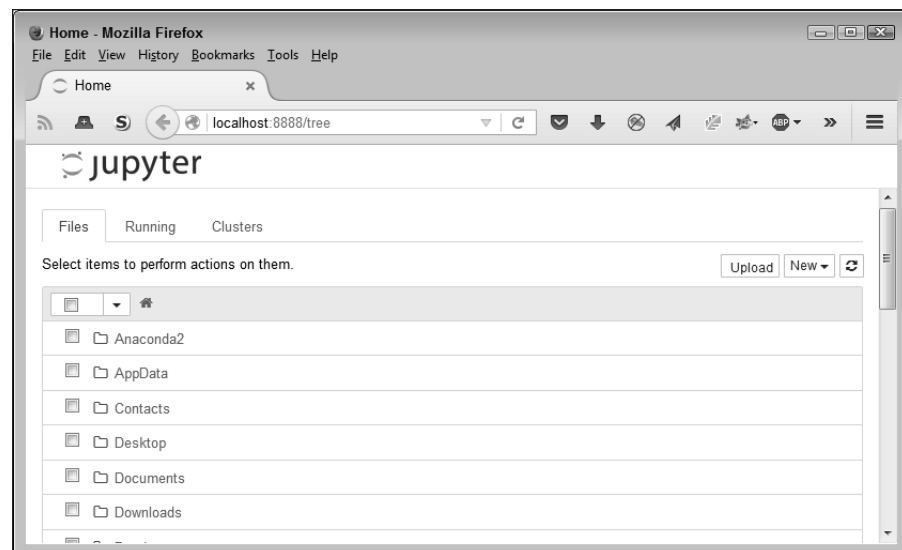 Home - Mozilla Firefox
File Edit View History Bookmarks Tools Help
Home
S localhost:8888/tree ABP
jupyter
Files Running Clusters
Select items to perform actions on them. Upload New
Anaconda2
AppData
Contacts
Desktop
Documents
Downloads